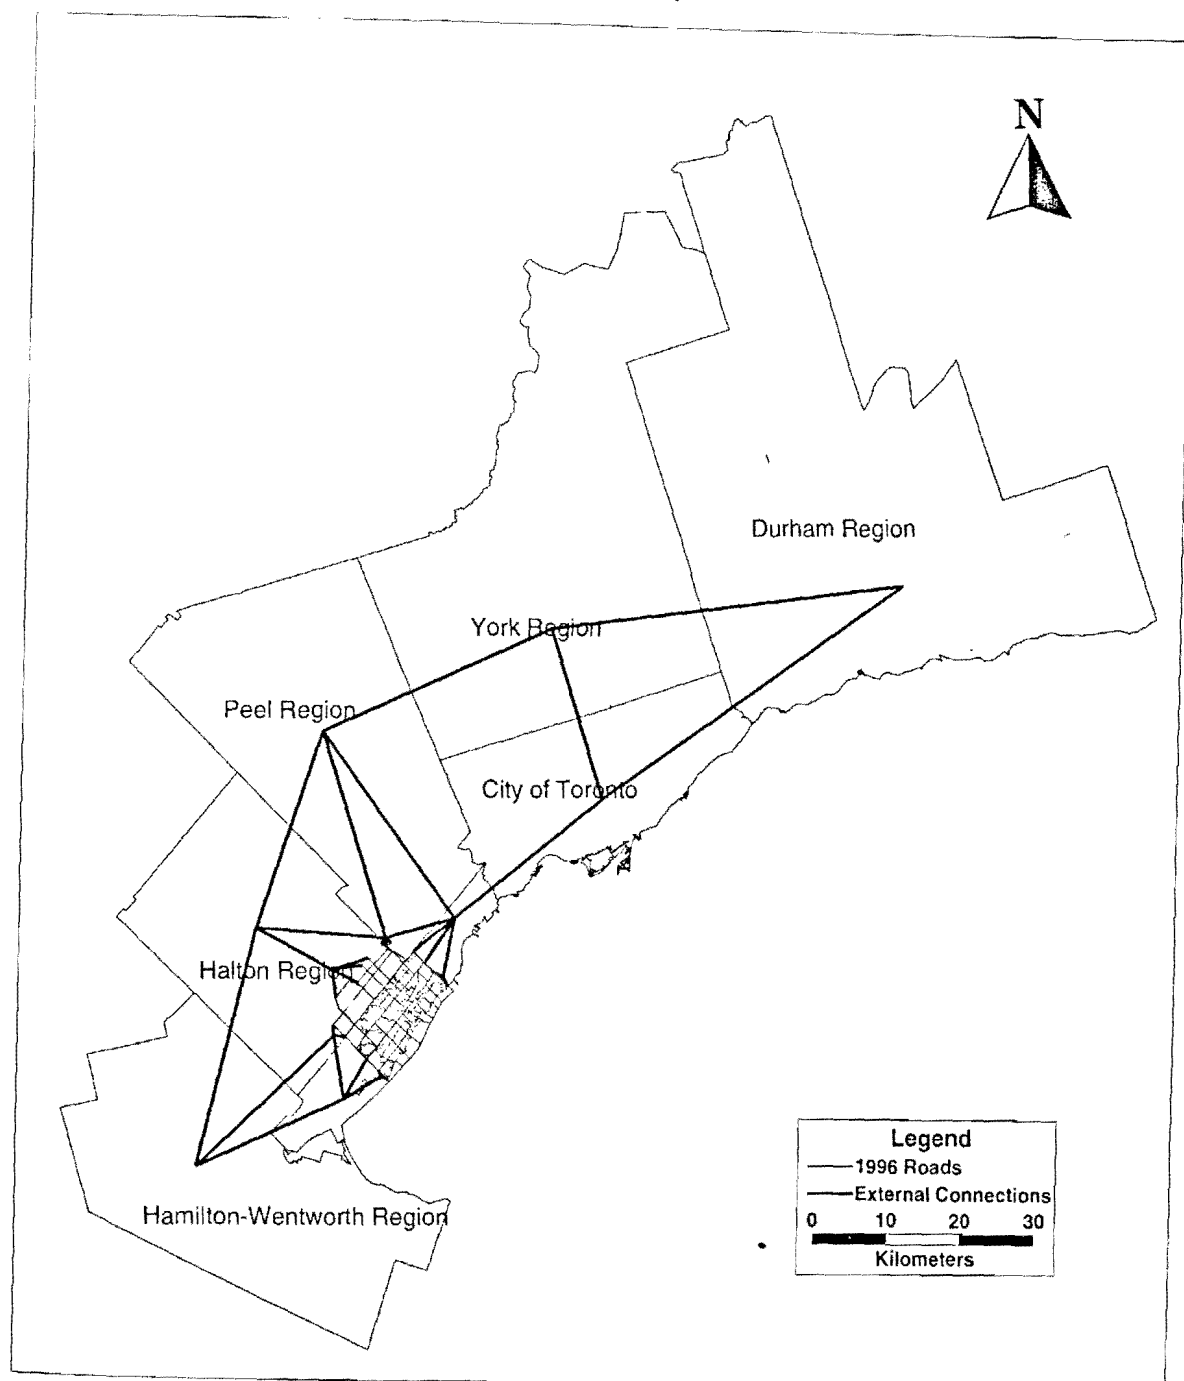 N
Durham Region
York Region
Peel Region
City of Toronto
Halton Region
Hamilton-Wentworth Region
Legend
1996 Roads
External Connections
0 10 20 30
Kilometers